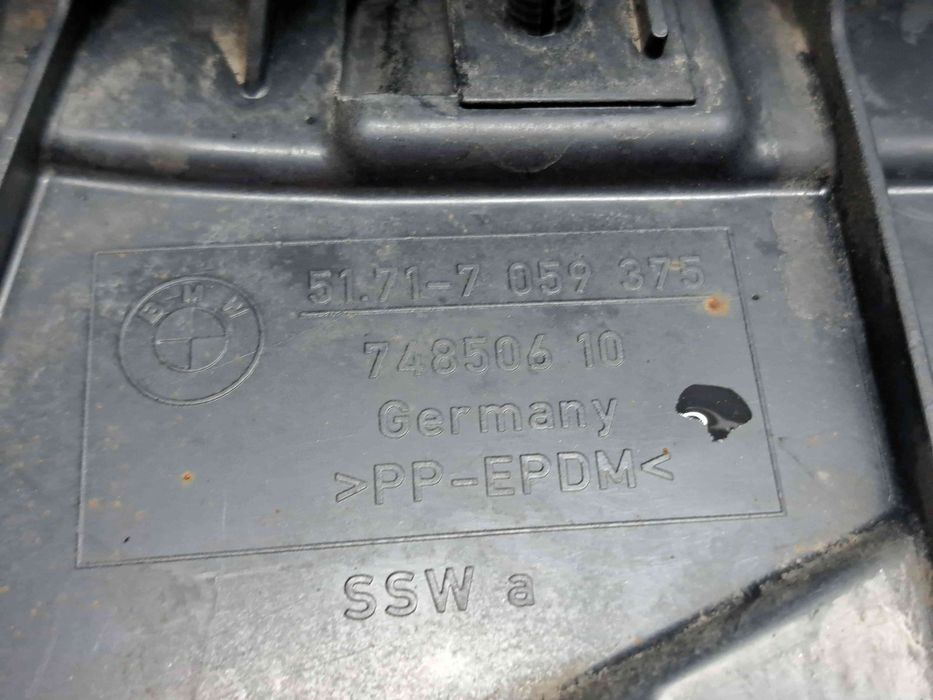 BMW
51.71-7 059 375
748506 10
Germany
>PP-EPDM<
SSW a